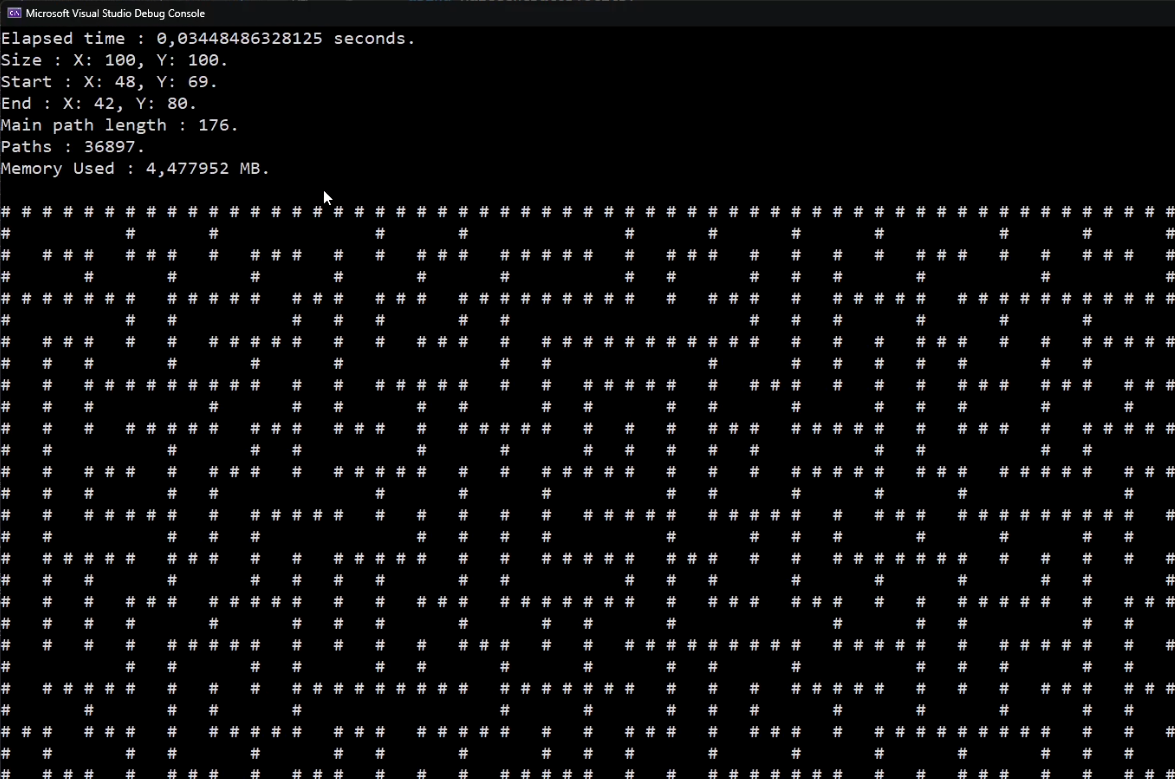 Microsoft Visual Studio Debug Console
Elapsed time : 0,03448486328125 seconds.
Size : X: 100, Y: 100.
Start : X: 48, Y: 69.
End : X: 42, Y: 80.
Main path length : 176.
Paths : 36897.
Memory Used : 4,477952 MB.